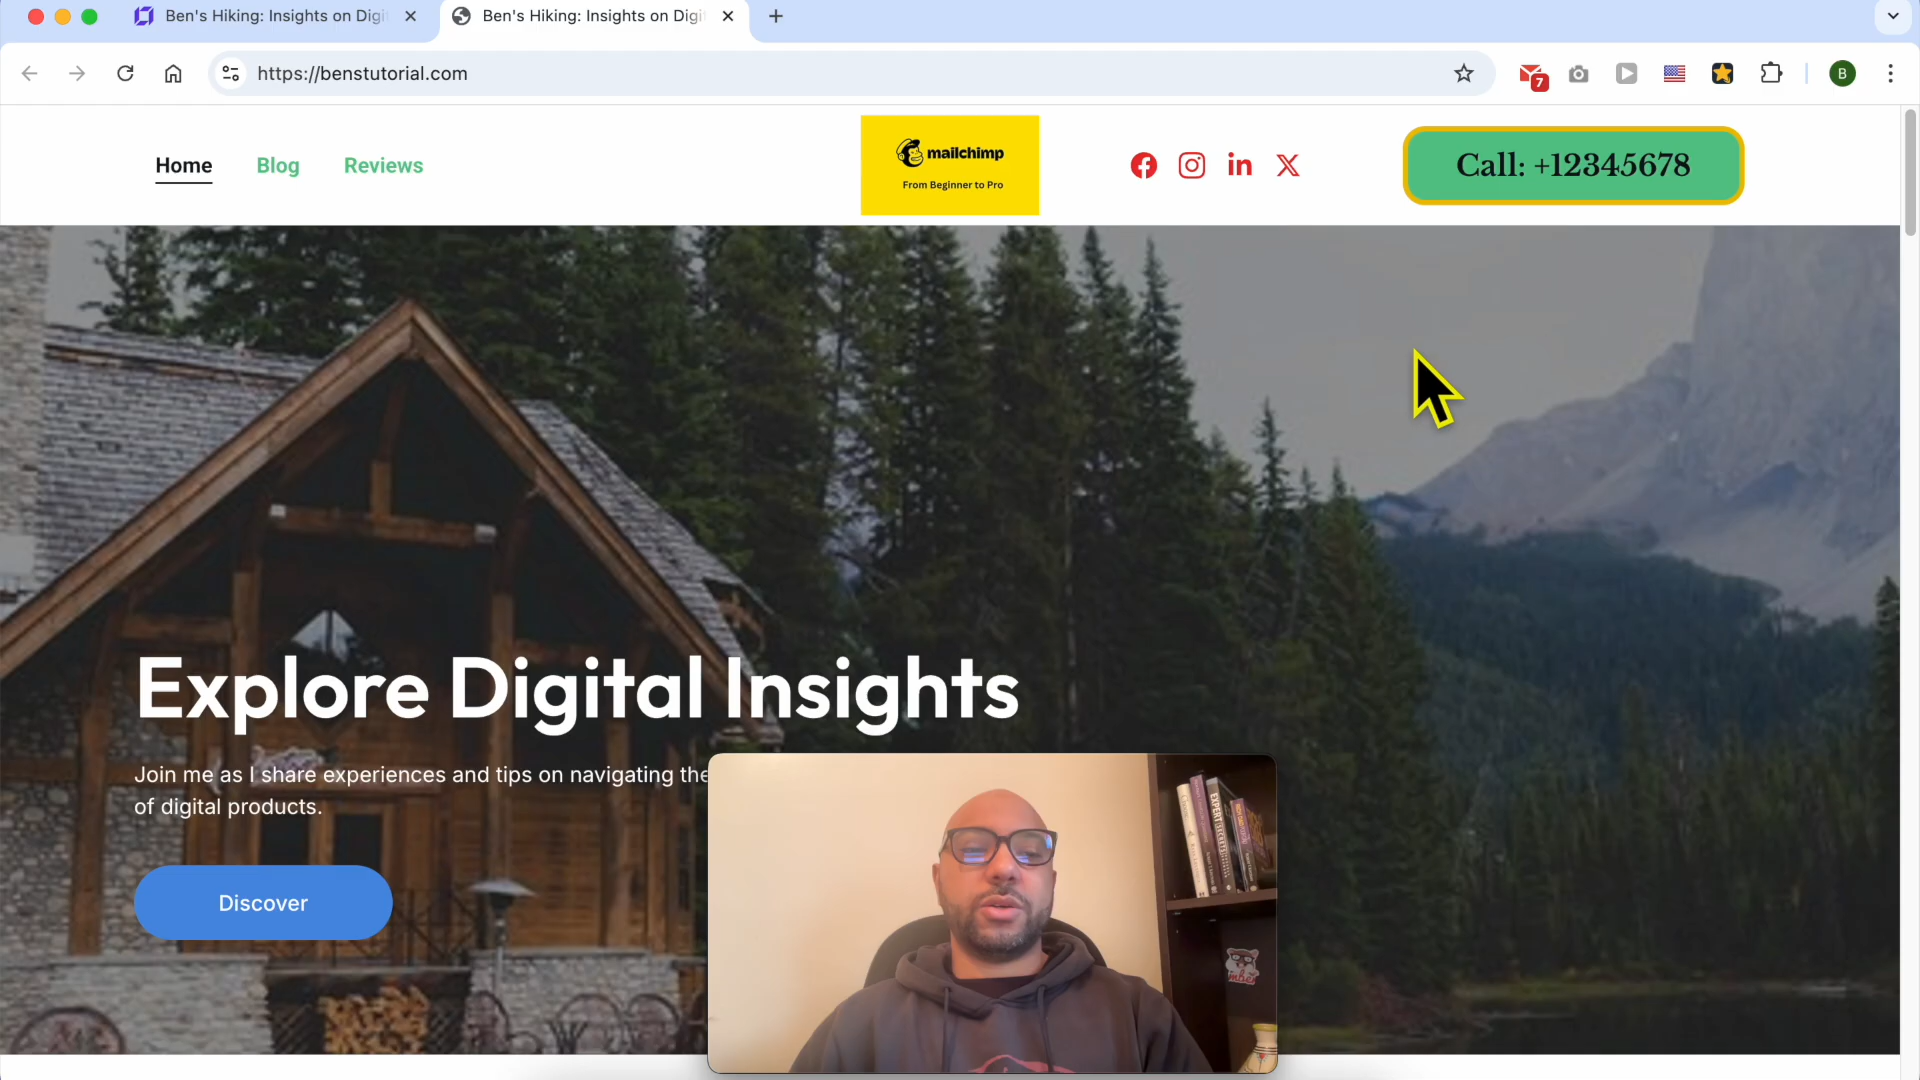 Ben's Hiking: Insights on Digi
Ben's Hiking: Insights on Digi
https://benstutorial.com
7
B
Home
Blog
Reviews
mailchimp
From Beginner to Pro
Call: +12345678
Explore Digital Insights
Join me as I share experiences and tips on navigating the
of digital products.
Discover
EXPERT SECRETS